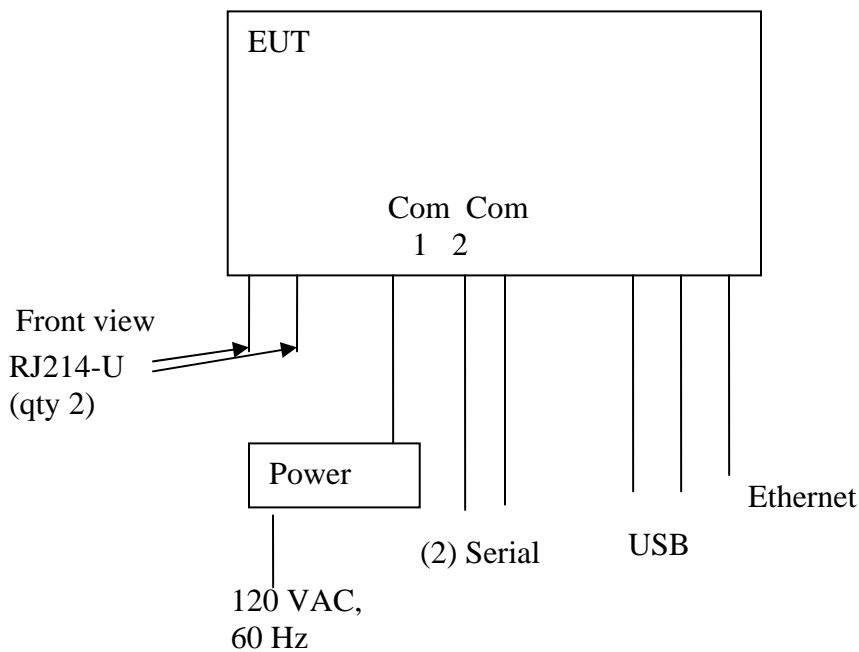 EUT
Com Com
1 2
Front view
RJ214-U
(qty 2)
Power
Ethernet
(2) Serial
USB
120 VAC,
60 Hz